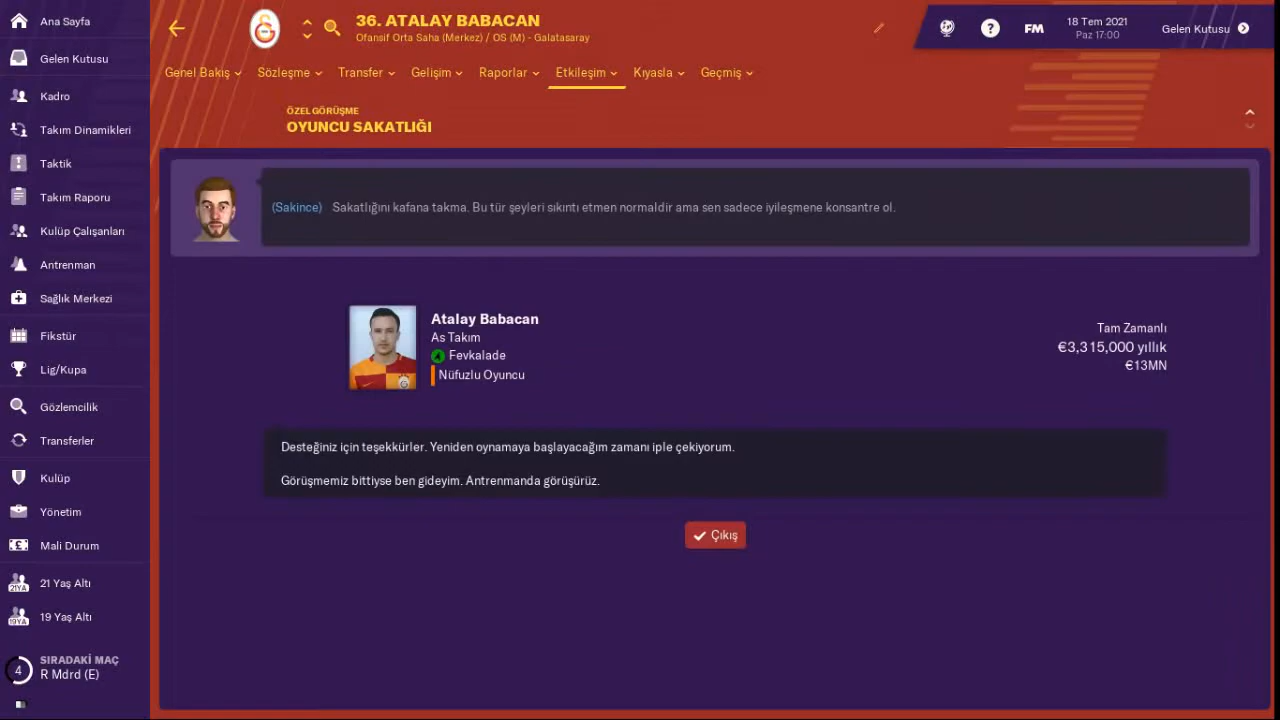 Ana Sayfa
Gelen Kutusu
Kadro
Takım Dinamikleri
Taktik
Takım Raporu
Kulüp Çalışanları
Antrenman
Sağlık Merkezi
Fikstür
Lig/Kupa
Gözlemcilik
Transferler
Kulüp
Yönetim
Mali Durum
21YA
21 Yaş Altı
19YA
19 Yaş Altı
4
SIRADAKİ MAÇ
R Mdrd (E)
36. ATALAY BABACAN
Ofansif Orta Saha (Merkez) / OS (M) - Galatasaray
?
FM
18 Tem 2021
Paz 17:00
Gelen Kutusu
Genel Bakış
Sözleşme
Transfer
Gelişim
Raporlar
Etkileşim
Kıyasla
Geçmiş
ÖZEL GÖRÜŞME
OYUNCU SAKATLIĞI
(Sakince) Sakatlığını kafana takma. Bu tür şeyleri sıkıntı etmen normaldir ama sen sadece iyileşmene konsantre ol.
Atalay Babacan
As Takım
Fevkalade
Nüfuzlu Oyuncu
Tam Zamanlı
€3,315,000 yıllık
€13MN
Desteğiniz için teşekkürler. Yeniden oynamaya başlayacağım zamanı iple çekiyorum.
Görüşmemiz bittiyse ben gideyim. Antrenmanda görüşürüz.
Çıkış